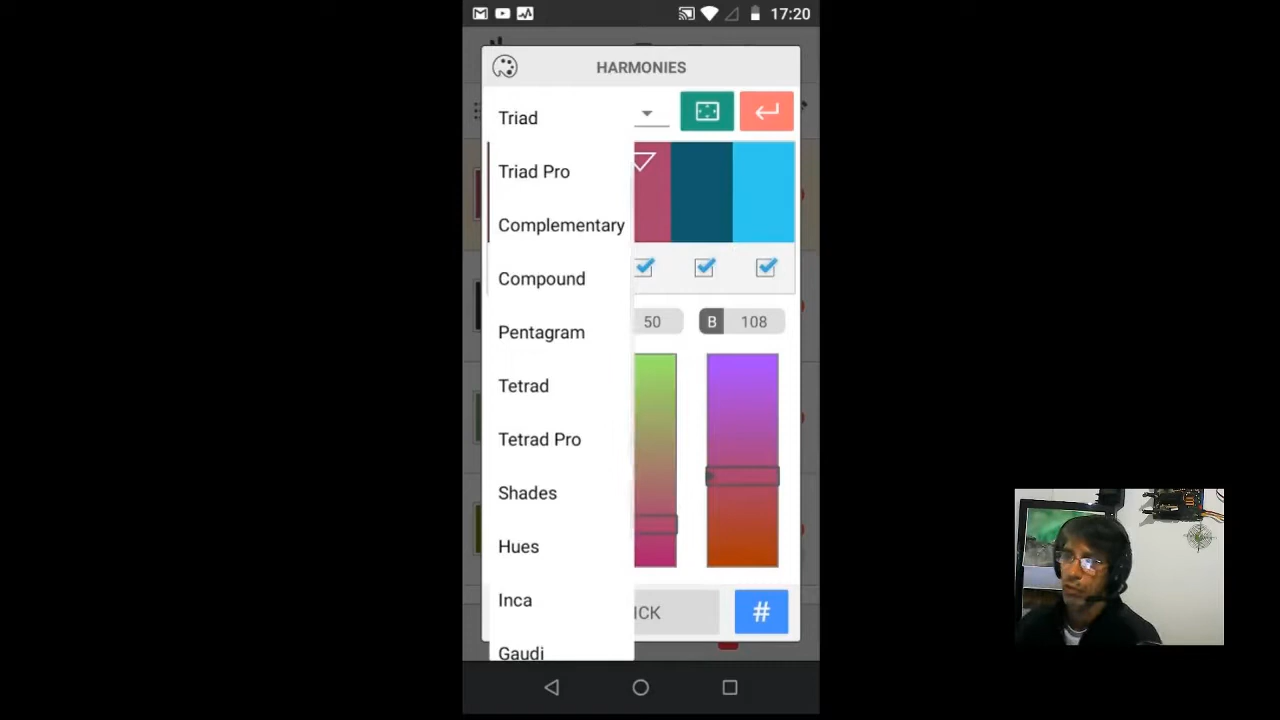 17:20
HARMONIES
Triad
Triad Pro
Complementary
Compound
Pentagram
50 B 108
Tetrad
Tetrad Pro
Shades
Hues
Inca
ICK #
Gaudi